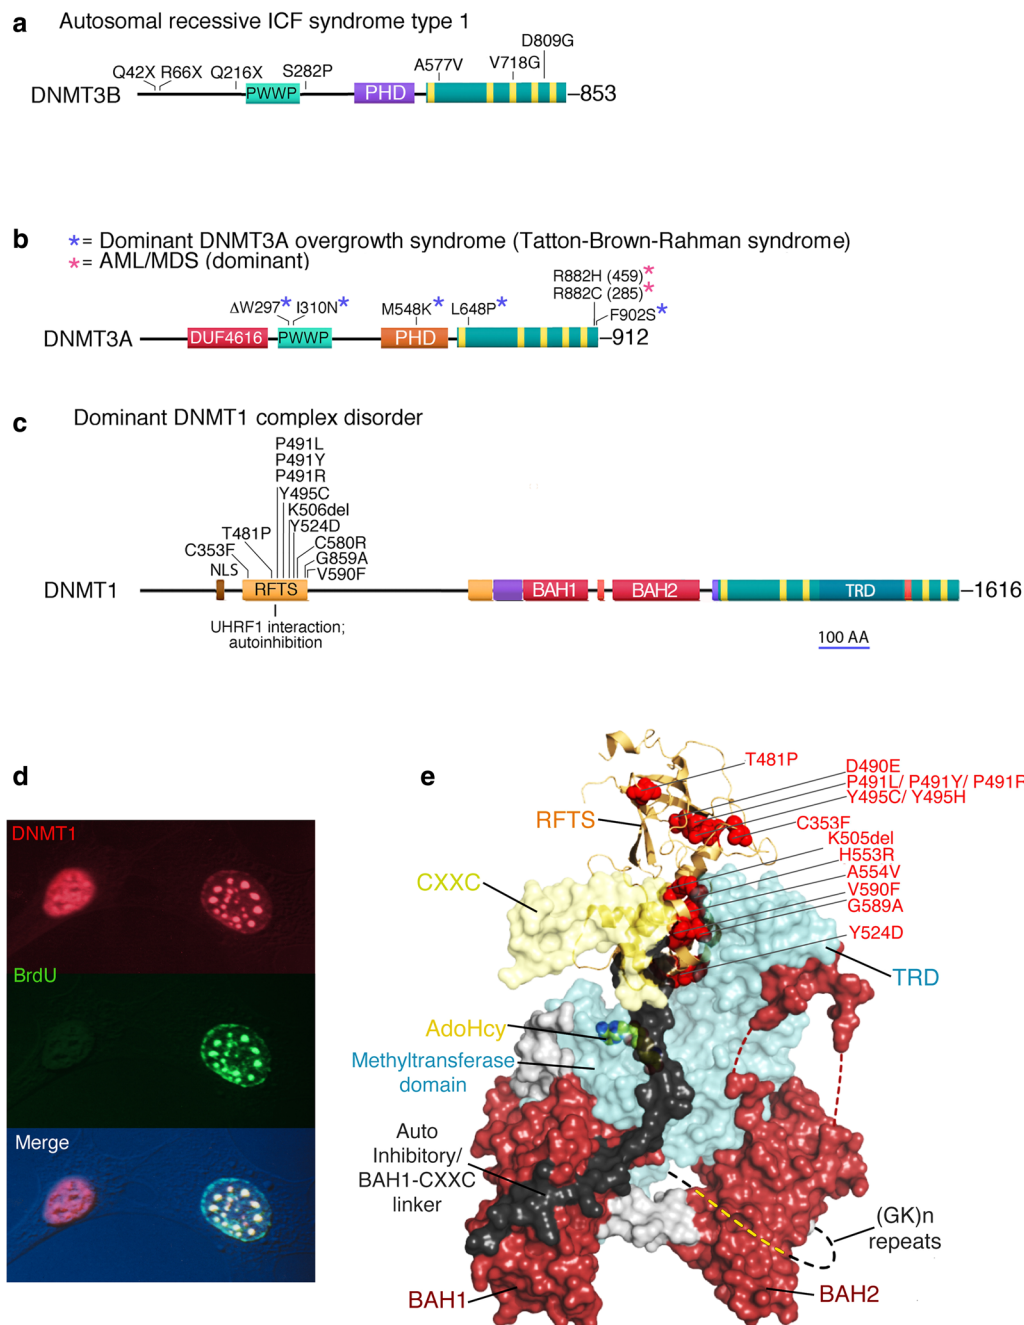 a Autosomal recessive ICF syndrome type 1
D809G
Q42X R66X Q216X S282P A577V V718G
DNMT3B PWWP PHD 853
b *= Dominant DNMT3A overgrowth syndrome (Tatton-Brown-Rahman syndrome)
*= AML/MDS (dominant)
R882H (459)*
R882C (285)*
ΔW297* I310N* M548K* L648P* F902S*
DNMT3A DUF4616 PWWP PHD 912
c Dominant DNMT1 complex disorder
P491L
P491Y
P491R
Y495C
K506del
Y524D
T481P
C580R
C353F
G859A
NLS
V590F
DNMT1 RFTS BAH1 BAH2 TRD 1616
UHRF1 interaction;
autoinhibition
100 AA
d
DNMT1
BrdU
Merge
e
T481P
D490E
P491L/ P491Y/ P491R
Y495C/ Y495H
RFTS
C353F
K505del
H553R
CXXC
A554V
V590F
G589A
Y524D
TRD
AdoHcy
Methyltransferase
domain
Auto
Inhibitory/
BAH1-CXXC
linker
(GK)n
repeats
BAH1
BAH2